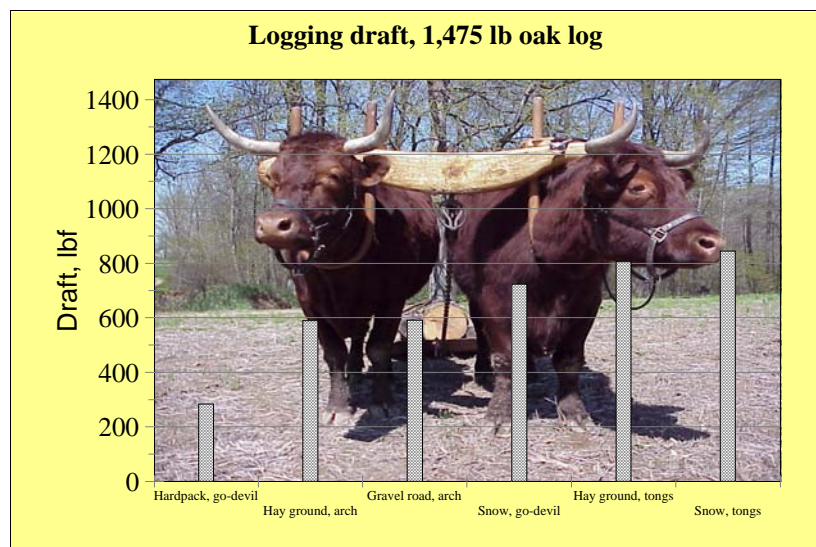 Logging draft, 1,475 lb oak log
Draft, lbf
1400
1200
1000
800
600
400
200
0
Hardpack, go-devil
Hay ground, arch
Gravel road, arch
Snow, go-devil
Hay ground, tongs
Snow, tongs